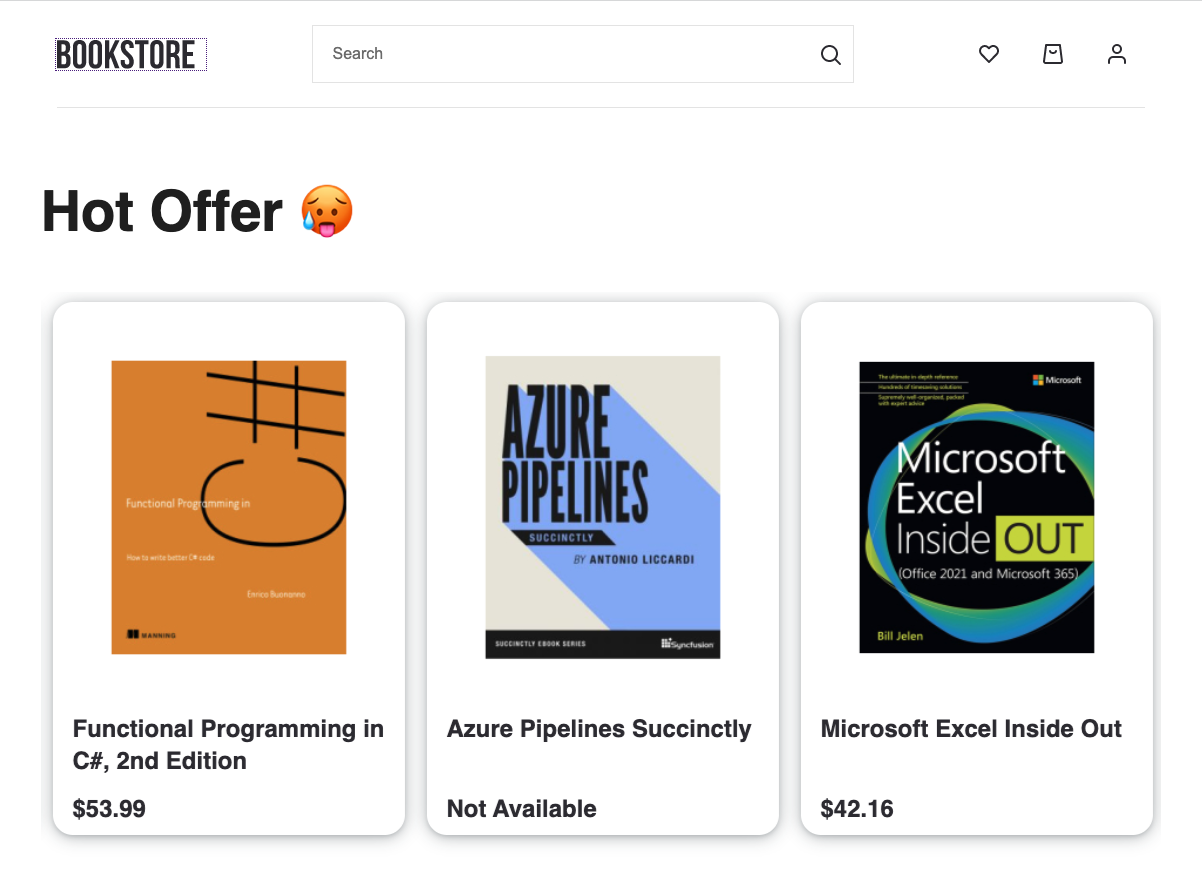 BOOKSTORE
Search
Hot Offer 🥵
Functional Programming in
How to write better C# code
Enrico Buonanno
MANNING
Functional Programming in
C#, 2nd Edition
$53.99
AZURE
PIPELINES
SUCCINCTLY
BY ANTONIO LICCARDI
SUCCINCTLY EBOOK SERIES
Syncfusion
Azure Pipelines Succinctly
Not Available
The ultimate in-depth reference
Hundreds of timesaving solutions
Supremely well-organized, packed
with expert advice
Microsoft
Microsoft
Excel
Inside OUT
(Office 2021 and Microsoft 365)
Bill Jelen
Microsoft Excel Inside Out
$42.16